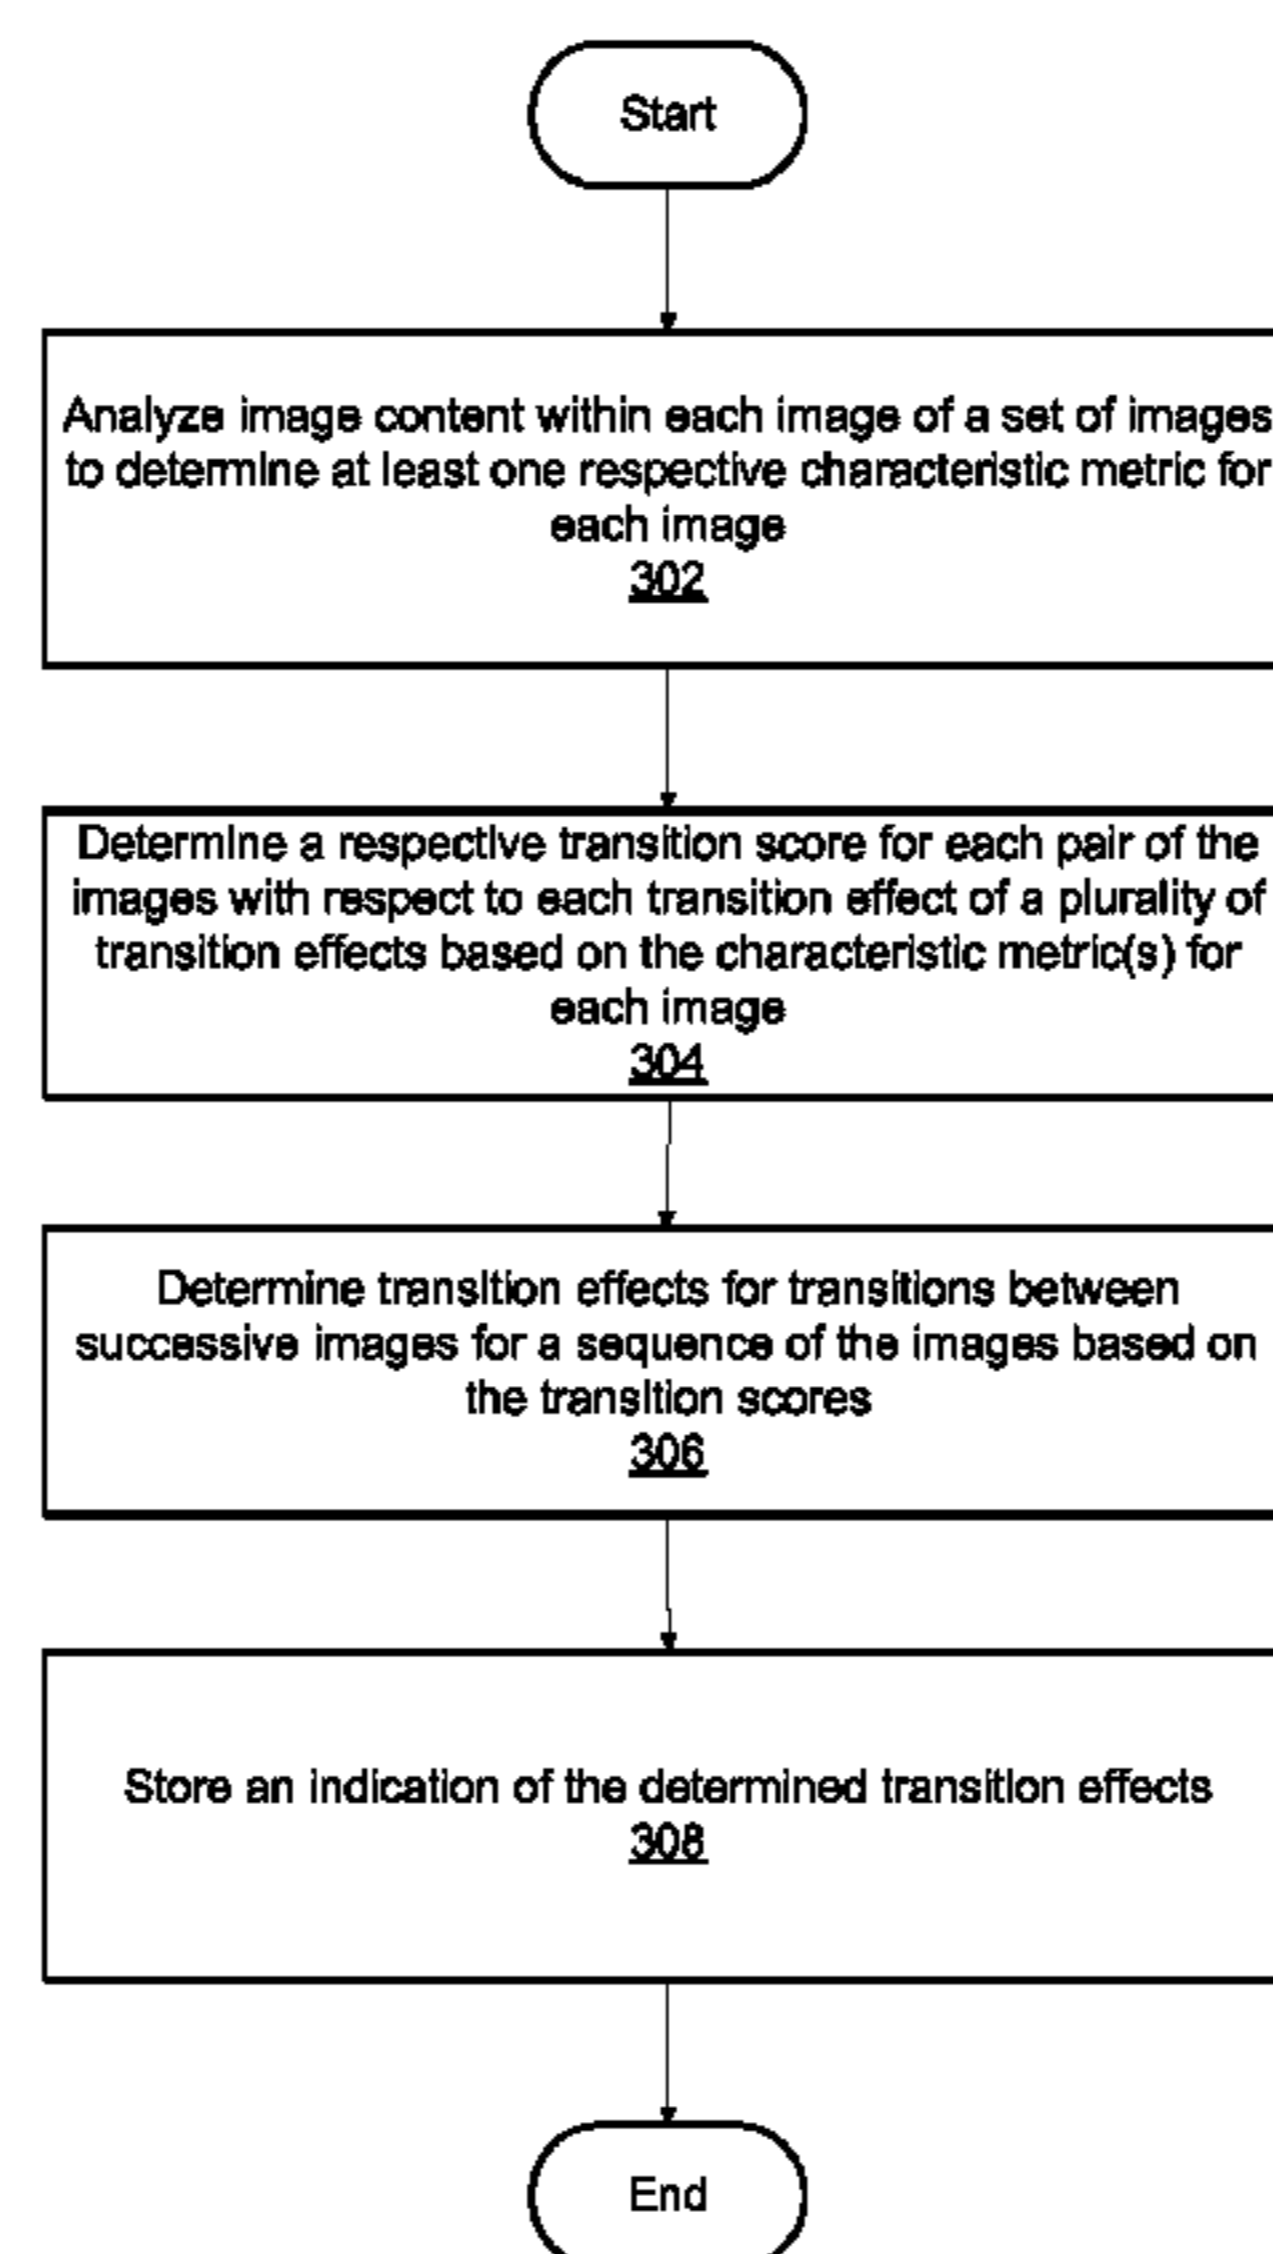 Start
Analyze image content within each image of a set of images
to determine at least one respective characteristic metric for
each image
302
Determine a respective transition score for each pair of the
images with respect to each transition effect of a plurality of
transition effects based on the characteristic metric(s) for
each image
304
Determine transition effects for transitions between
successive images for a sequence of the images based on
the transition scores
306
Store an indication of the determined transition effects
308
End